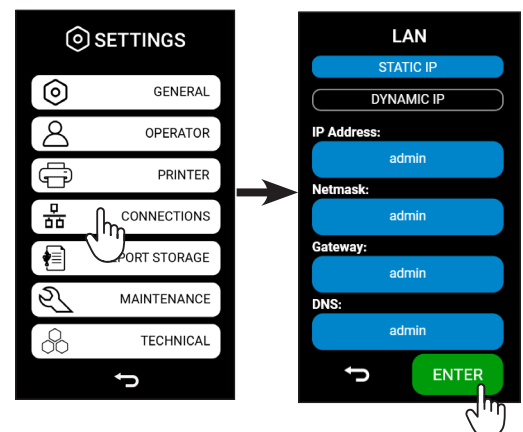 SETTINGS
GENERAL
OPERATOR
PRINTER
CONNECTIONS
PORT STORAGE
MAINTENANCE
TECHNICAL
LAN
STATIC IP
DYNAMIC IP
IP Address:
admin
Netmask:
admin
Gateway:
admin
DNS:
admin
ENTER